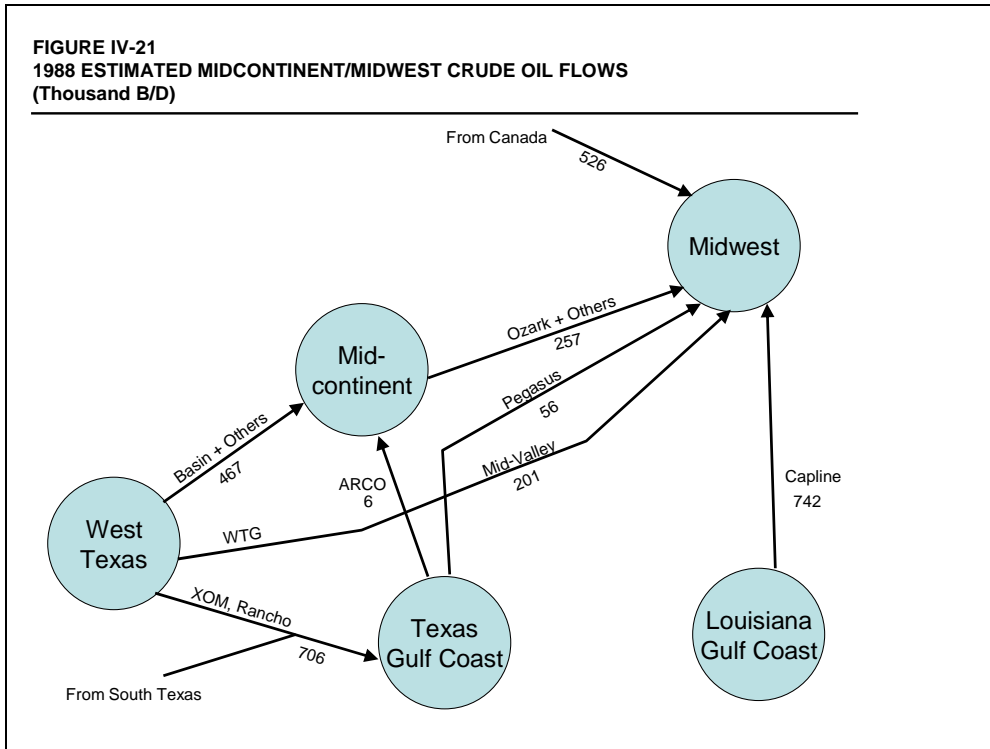 FIGURE IV-21
1988 ESTIMATED MIDCONTINENT/MIDWEST CRUDE OIL FLOWS
(Thousand B/D)
From Canada
526
Midwest
Ozark + Others
257
Mid-
continent
Pegasus
56
Basin + Others
467
Mid-Valley
201
ARCO
6
Capline
742
West
Texas
WTG
XOM, Rancho
706
Texas
Gulf Coast
Louisiana
Gulf Coast
From South Texas